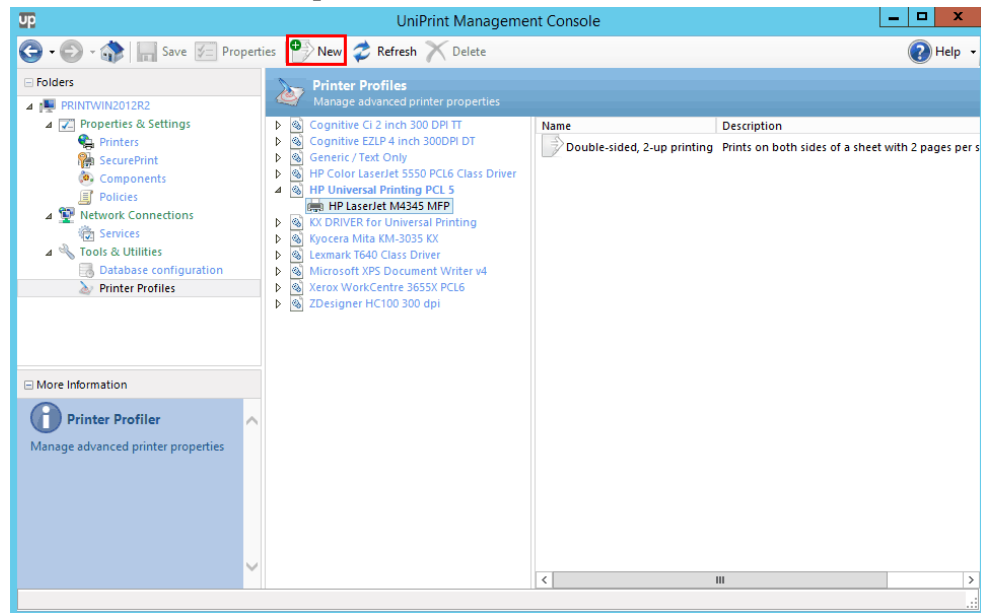 up UniPrint Management Console
Save Properties New Refresh Delete Help
Folders
PRINTWIN2012R2
Properties & Settings
Printers
SecurePrint
Components
Policies
Network Connections
Services
Tools & Utilities
Database configuration
Printer Profiles
More Information
Printer Profiler
Manage advanced printer properties
Printer Profiles
Manage advanced printer properties
Cognitive Ci 2 inch 300 DPI TT
Cognitive EZLP 4 inch 300DPI DT
Generic / Text Only
HP Color LaserJet 5550 PCL6 Class Driver
HP Universal Printing PCL 5
HP LaserJet M4345 MFP
KX DRIVER for Universal Printing
Kyocera Mita KM-3035 KX
Lexmark T640 Class Driver
Microsoft XPS Document Writer v4
Xerox WorkCentre 3655X PCL6
ZDesigner HC100 300 dpi
Name Description
Double-sided, 2-up printing Prints on both sides of a sheet with 2 pages per s